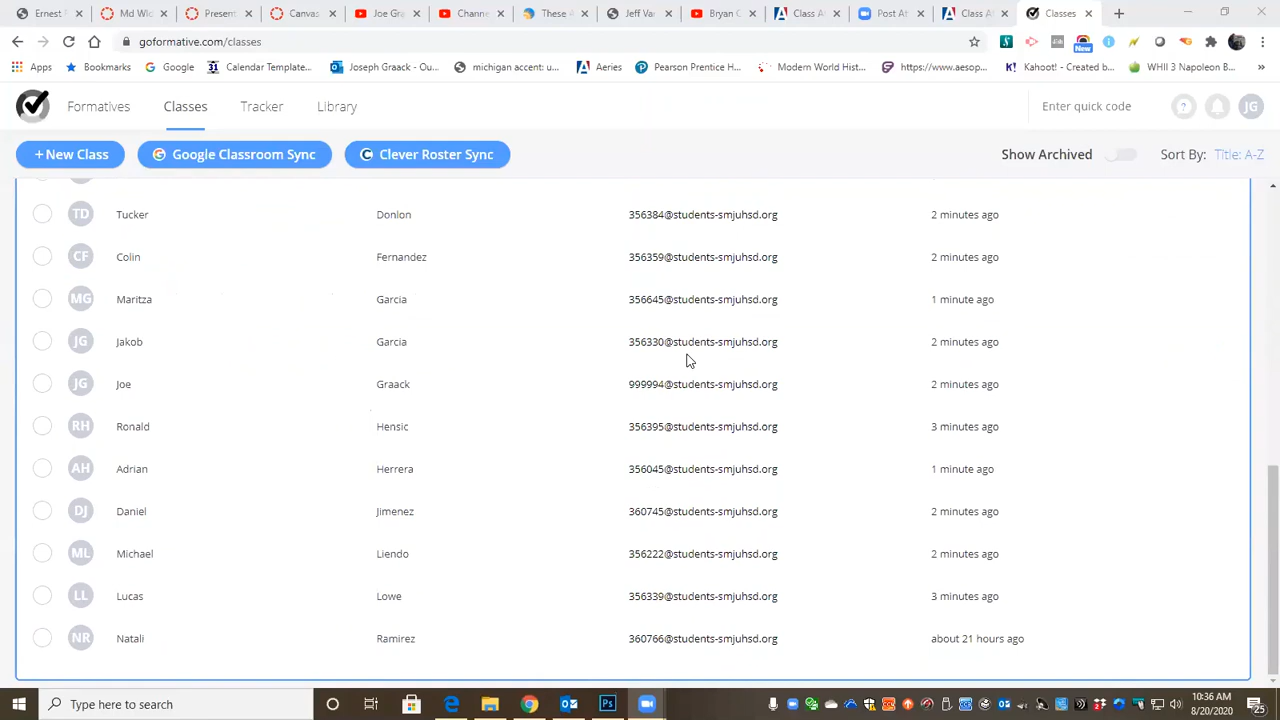 Ernest
Md Wic
Present
Canvas
Joe Gre
Channe
These A
Jeff Var
Bryan C
Class A
Post At
Class A
Classes
goformative.com/classes
New
Apps
Bookmarks
Google
31 Calendar Template...
Joseph Graack - Ou...
michigan accent: u...
Aeries
Pearson Prentice H...
Modern World Hist...
https://www.aesop...
Kahoot! - Created b...
WHII 3 Napoleon B...
»
Formatives
Classes
Tracker
Library
Enter quick code
?
JG
+ New Class
G Google Classroom Sync
C Clever Roster Sync
Show Archived
Sort By: Title: A-Z
TD Tucker Donlon 356384@students-smjuhsd.org 2 minutes ago
CF Colin Fernandez 356359@students-smjuhsd.org 2 minutes ago
MG Maritza Garcia 356645@students-smjuhsd.org 1 minute ago
JG Jakob Garcia 356330@students-smjuhsd.org 2 minutes ago
JG Joe Graack 999994@students-smjuhsd.org 2 minutes ago
RH Ronald Hensic 356395@students-smjuhsd.org 3 minutes ago
AH Adrian Herrera 356045@students-smjuhsd.org 1 minute ago
DJ Daniel Jimenez 360745@students-smjuhsd.org 2 minutes ago
ML Michael Liendo 356222@students-smjuhsd.org 2 minutes ago
LL Lucas Lowe 356339@students-smjuhsd.org 3 minutes ago
NR Natali Ramirez 360766@students-smjuhsd.org about 21 hours ago
Type here to search
Ps
10:36 AM
8/20/2020
25